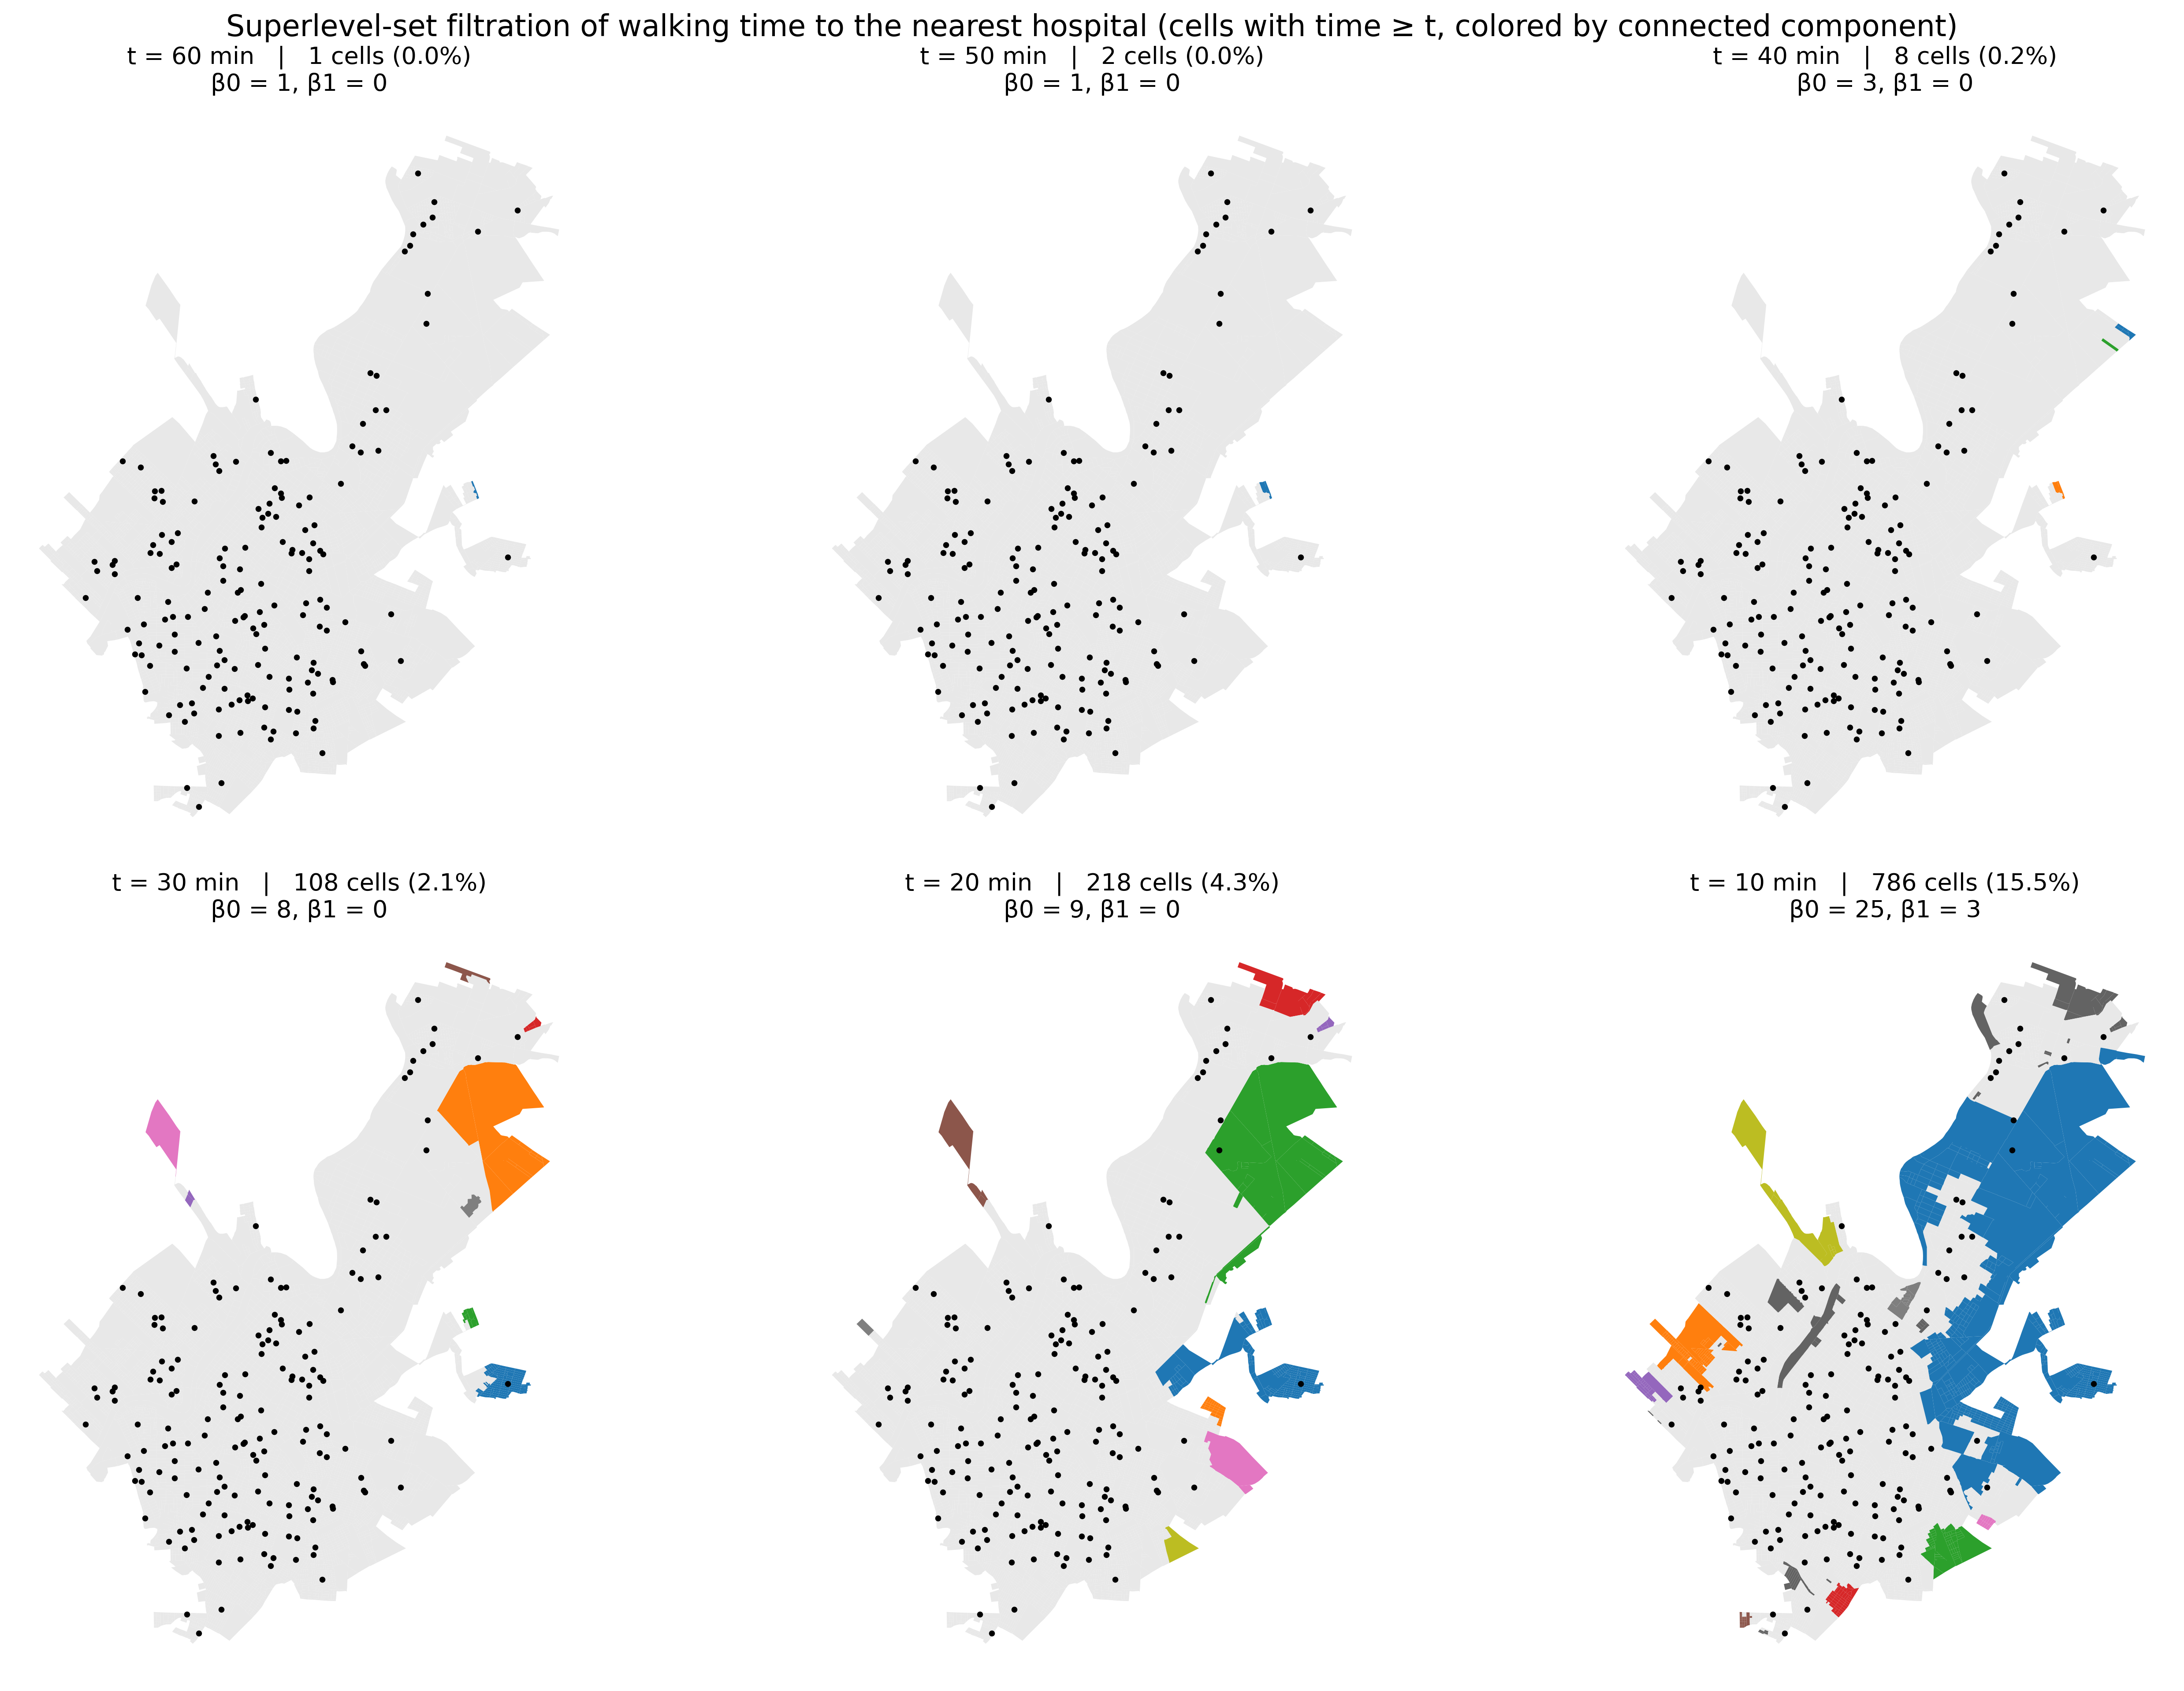 Superlevel-set filtration of walking time to the nearest hospital (cells with time ≥ t, colored by connected component)
t = 60 min | 1 cells (0.0%)
β0 = 1, β1 = 0
t = 50 min | 2 cells (0.0%)
β0 = 1, β1 = 0
t = 40 min | 8 cells (0.2%)
β0 = 3, β1 = 0
t = 30 min | 108 cells (2.1%)
β0 = 8, β1 = 0
t = 20 min | 218 cells (4.3%)
β0 = 9, β1 = 0
t = 10 min | 786 cells (15.5%)
β0 = 25, β1 = 3